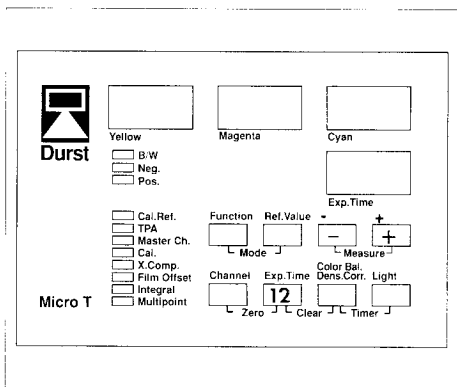 Yellow Magenta Cyan
Durst
B/W
Neg.
Pos.
Exp.Time
Cal.Ref.
TPA
Master Ch.
Cal.
X.Comp.
Film Offset
Integral
Multipoint
Function Ref.Value - +
− +
Mode Measure
Channel Exp.Time Color Bal. Dens.Corr. Light
12
Zero Clear Timer
Micro T